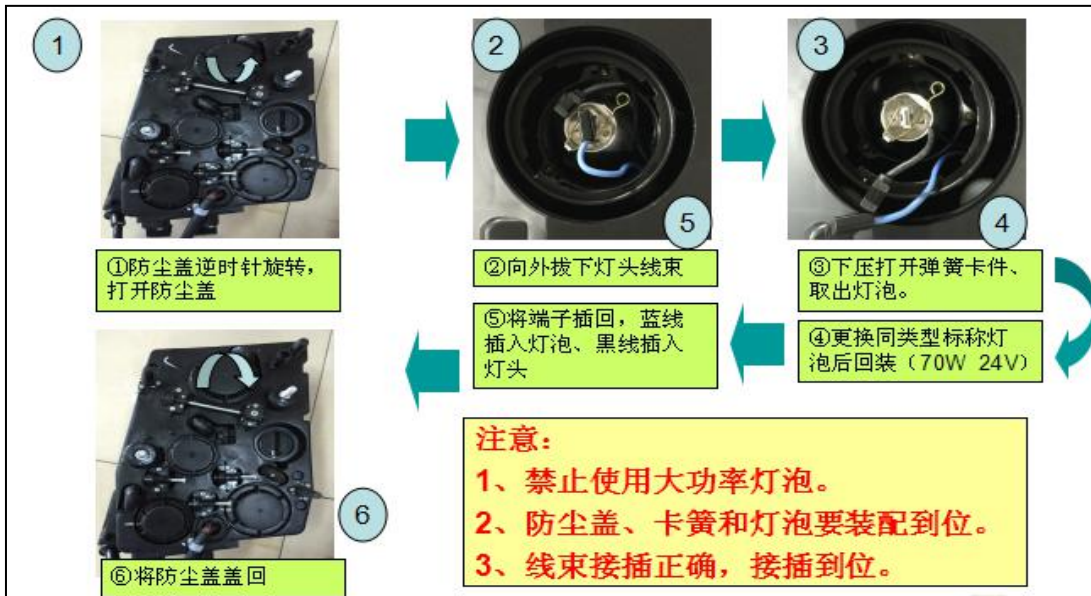 1
2
3
①防尘盖逆时针旋转，
打开防尘盖
②向外拔下灯头线束
5
③下压打开弹簧卡件、
取出灯泡。
4
④更换同类型标称灯
泡后回装（70W 24V）
⑤将端子插回，蓝线
插入灯泡、黑线插入
灯头
6
⑥将防尘盖盖回
注意：
1、禁止使用大功率灯泡。
2、防尘盖、卡簧和灯泡要装配到位。
3、线束接插正确，接插到位。